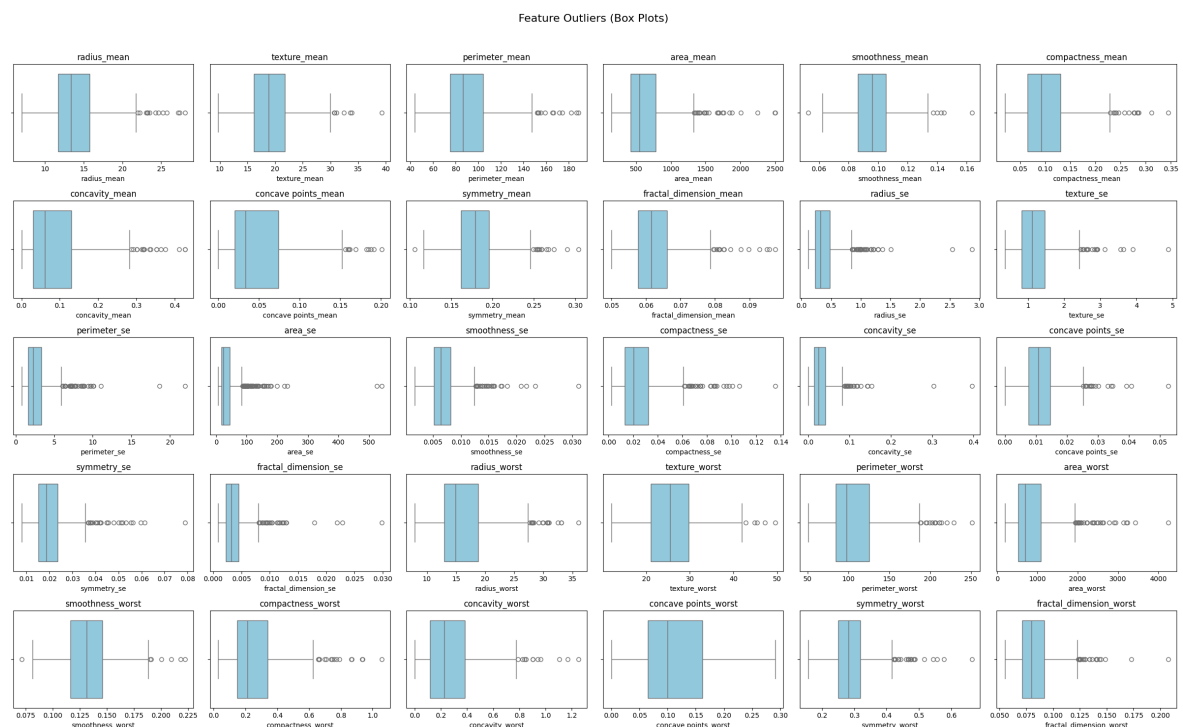 Feature Outliers (Box Plots)
radius_mean texture_mean perimeter_mean area_mean smoothness_mean compactness_mean
10 15 20 25 10 15 20 25 30 35 40 40 60 80 100 120 140 160 180 500 1000 1500 2000 2500 0.06 0.08 0.10 0.12 0.14 0.16 0.05 0.10 0.15 0.20 0.25 0.30 0.35
radius_mean texture_mean perimeter_mean area_mean smoothness_mean compactness_mean
concavity_mean concave points_mean symmetry_mean fractal_dimension_mean radius_se texture_se
0.0 0.1 0.2 0.3 0.4 0.00 0.05 0.10 0.15 0.20 0.10 0.15 0.20 0.25 0.30 0.05 0.06 0.07 0.08 0.09 0.0 0.5 1.0 1.5 2.0 2.5 3.0 1 2 3 4 5
concavity_mean concave points_mean symmetry_mean fractal_dimension_mean radius_se texture_se
perimeter_se area_se smoothness_se compactness_se concavity_se concave points_se
0 5 10 15 20 0 100 200 300 400 500 0.005 0.010 0.015 0.020 0.025 0.030 0.00 0.02 0.04 0.06 0.08 0.10 0.12 0.14 0.0 0.1 0.2 0.3 0.4 0.00 0.01 0.02 0.03 0.04 0.05
perimeter_se area_se smoothness_se compactness_se concavity_se concave points_se
symmetry_se fractal_dimension_se radius_worst texture_worst perimeter_worst area_worst
0.01 0.02 0.03 0.04 0.05 0.06 0.07 0.08 0.000 0.005 0.010 0.015 0.020 0.025 0.030 10 15 20 25 30 35 20 30 40 50 50 100 150 200 250 0 1000 2000 3000 4000
symmetry_se fractal_dimension_se radius_worst texture_worst perimeter_worst area_worst
smoothness_worst compactness_worst concavity_worst concave points_worst symmetry_worst fractal_dimension_worst
0.075 0.100 0.125 0.150 0.175 0.200 0.225 0.0 0.2 0.4 0.6 0.8 1.0 0.0 0.2 0.4 0.6 0.8 1.0 1.2 0.00 0.05 0.10 0.15 0.20 0.25 0.30 0.2 0.3 0.4 0.5 0.6 0.050 0.075 0.100 0.125 0.150 0.175 0.200
smoothness_worst compactness_worst concavity_worst concave points_worst symmetry_worst fractal_dimension_worst